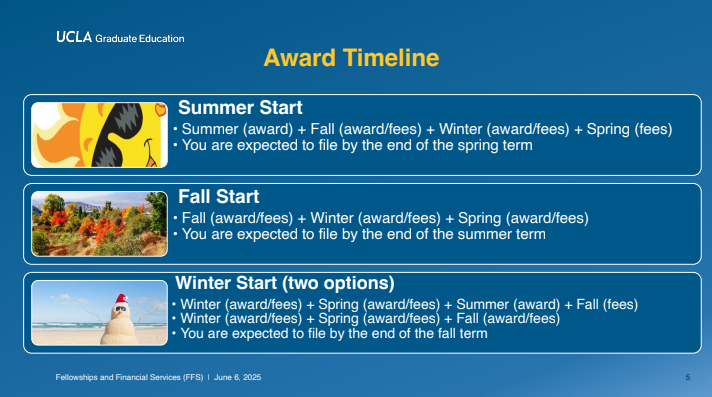 UCLA Graduate Education
Award Timeline
Summer Start
• Summer (award) + Fall (award/fees) + Winter (award/fees) + Spring (fees)
• You are expected to file by the end of the spring term
Fall Start
• Fall (award/fees) + Winter (award/fees) + Spring (award/fees)
• You are expected to file by the end of the summer term
Winter Start (two options)
• Winter (award/fees) + Spring (award/fees) + Summer (award) + Fall (fees)
• Winter (award/fees) + Spring (award/fees) + Fall (award/fees)
• You are expected to file by the end of the fall term
Fellowships and Financial Services (FFS) | June 6, 2025
5